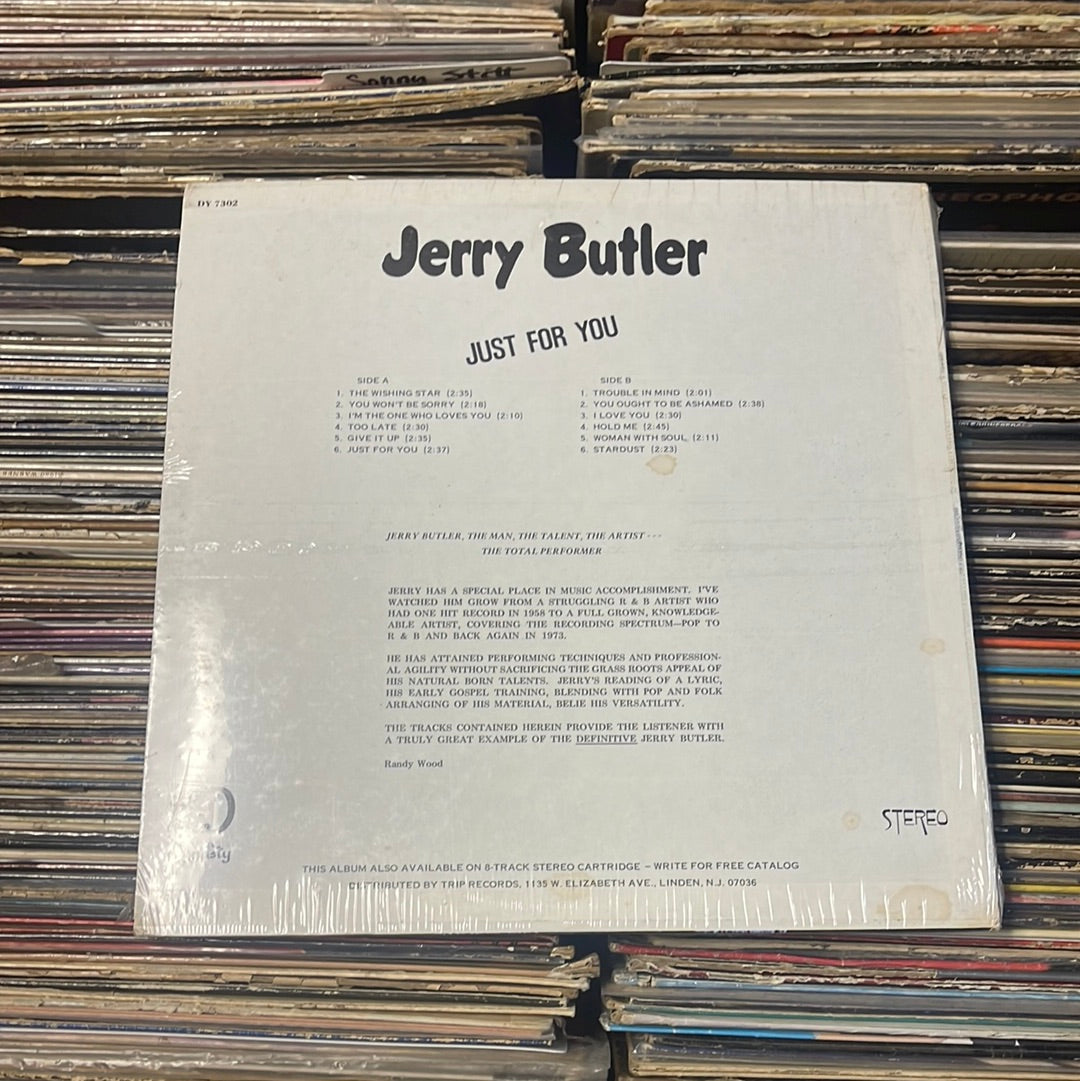 Sonny Stitt
DY 7302
Jerry Butler
JUST FOR YOU
SIDE A
1. THE WISHING STAR (2:35)
2. YOU WON'T BE SORRY (2:18)
3. I'M THE ONE WHO LOVES YOU (2:10)
4. TOO LATE (2:30)
5. GIVE IT UP (2:35)
6. JUST FOR YOU (2:37)
SIDE B
1. TROUBLE IN MIND (2:01)
2. YOU OUGHT TO BE ASHAMED (2:38)
3. I LOVE YOU (2:30)
4. HOLD ME (2:45)
5. WOMAN WITH SOUL (2:11)
6. STARDUST (2:23)
JERRY BUTLER, THE MAN, THE TALENT, THE ARTIST - - -
THE TOTAL PERFORMER
JERRY HAS A SPECIAL PLACE IN MUSIC ACCOMPLISHMENT. I'VE
WATCHED HIM GROW FROM A STRUGGLING R & B ARTIST WHO
HAD ONE HIT RECORD IN 1958 TO A FULL GROWN, KNOWLEDGE-
ABLE ARTIST, COVERING THE RECORDING SPECTRUM—POP TO
R & B AND BACK AGAIN IN 1973.
HE HAS ATTAINED PERFORMING TECHNIQUES AND PROFESSION-
AL AGILITY WITHOUT SACRIFICING THE GRASS ROOTS APPEAL OF
HIS NATURAL BORN TALENTS. JERRY'S READING OF A LYRIC,
HIS EARLY GOSPEL TRAINING, BLENDING WITH POP AND FOLK
ARRANGING OF HIS MATERIAL, BELIE HIS VERSATILITY.
THE TRACKS CONTAINED HEREIN PROVIDE THE LISTENER WITH
A TRULY GREAT EXAMPLE OF THE DEFINITIVE JERRY BUTLER.
Randy Wood
STEREO
THIS ALBUM ALSO AVAILABLE ON 8-TRACK STEREO CARTRIDGE – WRITE FOR FREE CATALOG
DISTRIBUTED BY TRIP RECORDS, 1135 W. ELIZABETH AVE., LINDEN, N.J. 07036